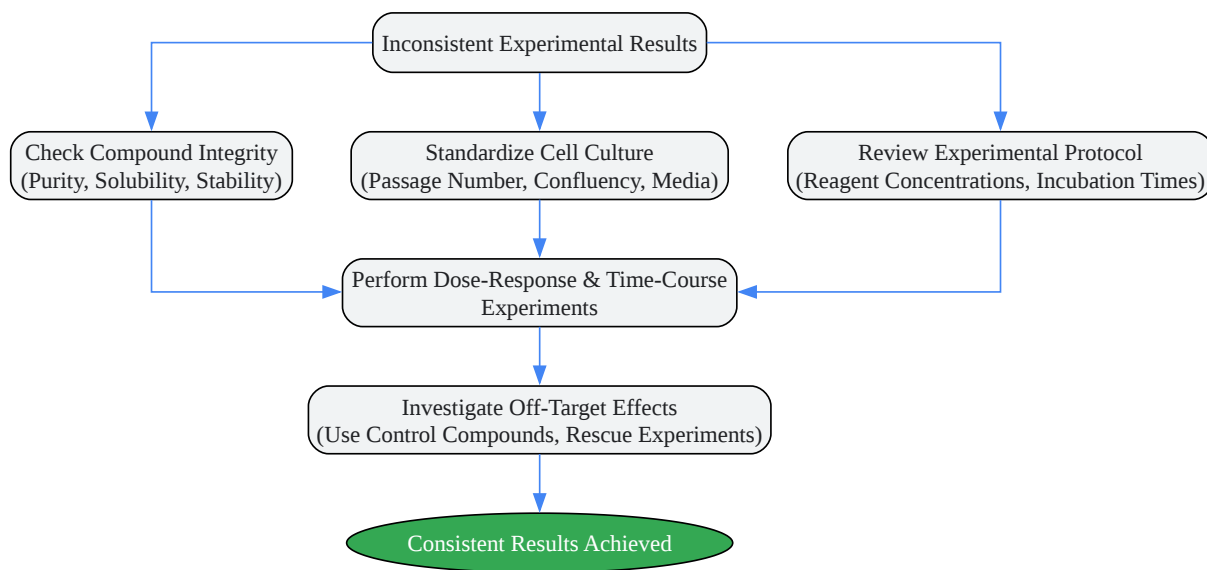 Inconsistent Experimental Results
Check Compound Integrity
(Purity, Solubility, Stability)
Standardize Cell Culture
(Passage Number, Confluency, Media)
Review Experimental Protocol
(Reagent Concentrations, Incubation Times)
Perform Dose-Response & Time-Course
Experiments
Investigate Off-Target Effects
(Use Control Compounds, Rescue Experiments)
Consistent Results Achieved